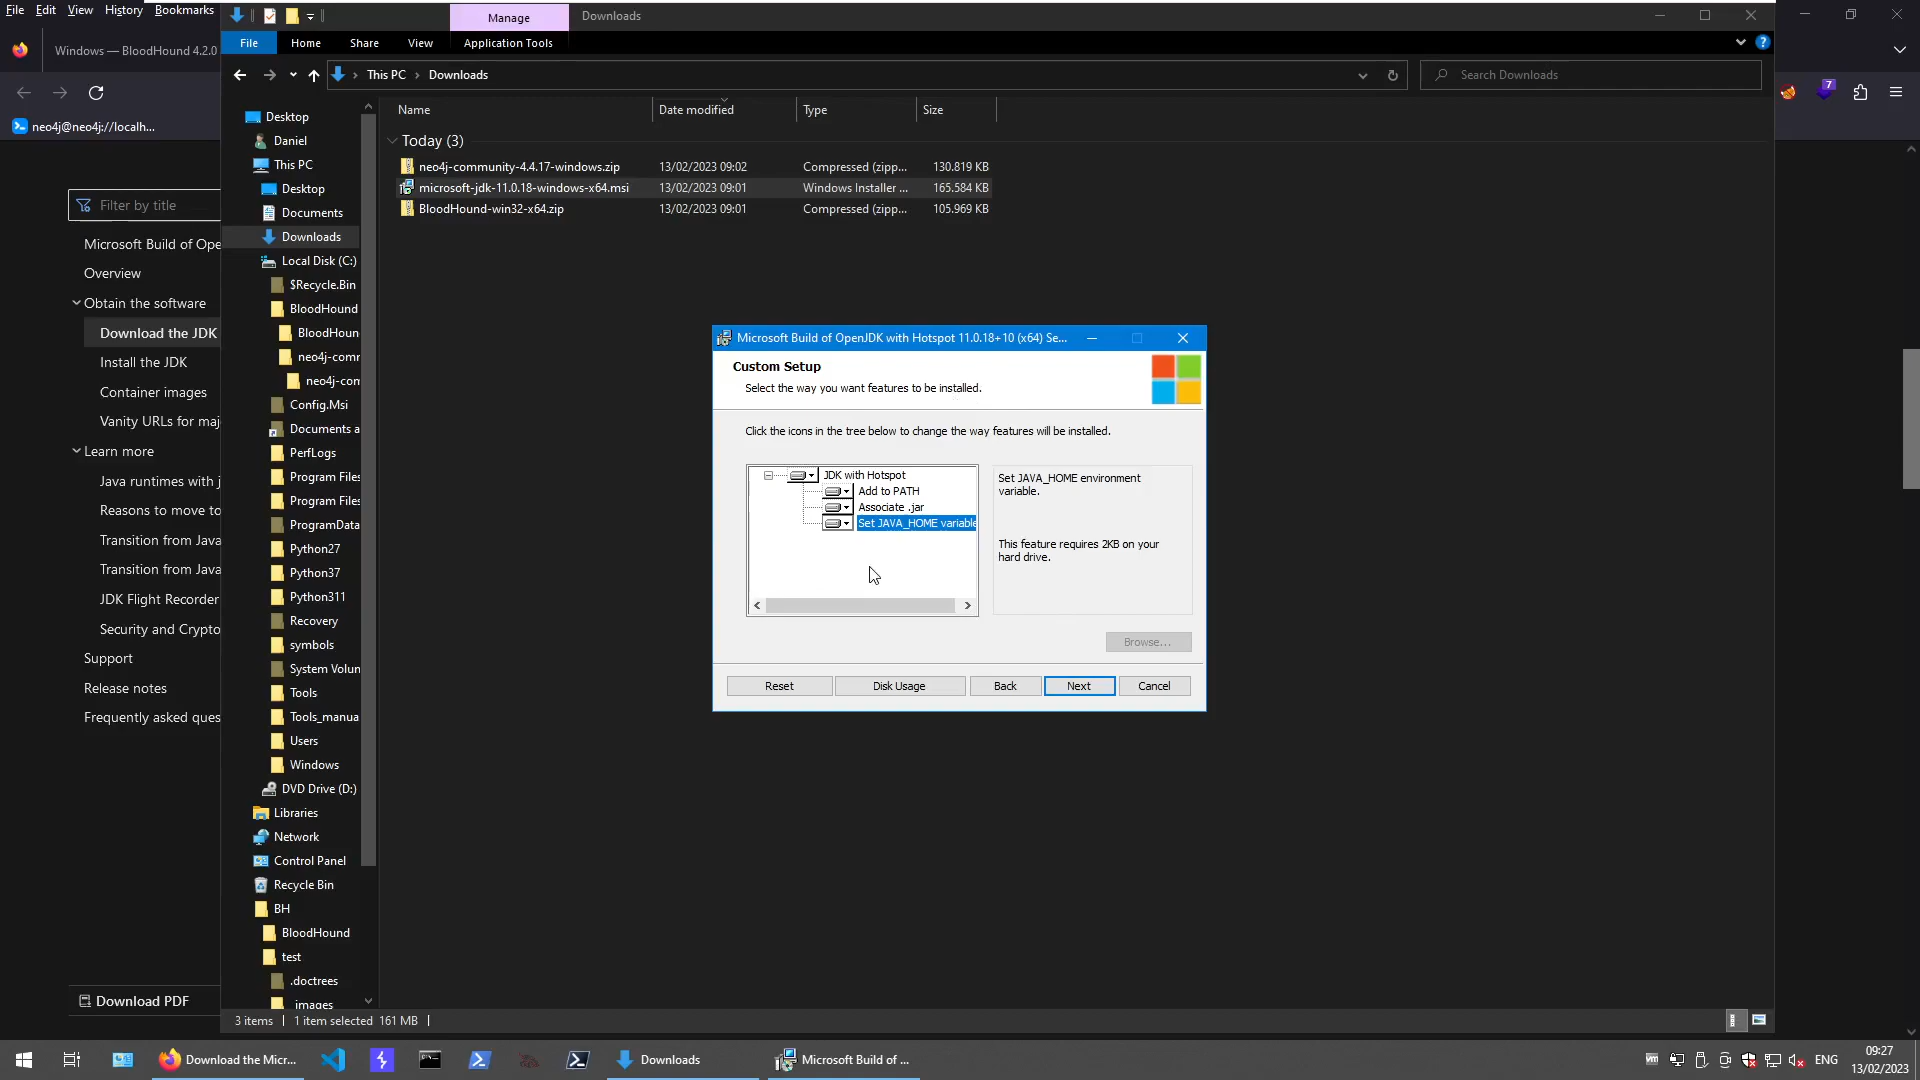 File Edit View History Bookmarks
Manage
Downloads
Windows — BloodHound 4.2.0
File Home Share View Application Tools
This PC Downloads
Search Downloads
7
neo4j@neo4j://localh...
Name Date modified Type Size
Today (3)
neo4j-community-4.4.17-windows.zip 13/02/2023 09:02 Compressed (zipp... 130.819 KB
microsoft-jdk-11.0.18-windows-x64.msi 13/02/2023 09:01 Windows Installer ... 165.584 KB
BloodHound-win32-x64.zip 13/02/2023 09:01 Compressed (zipp... 105.969 KB
Filter by title
Microsoft Build of Ope
Overview
Obtain the software
Download the JDK
Install the JDK
Container images
Vanity URLs for maj
Learn more
Java runtimes with j
Reasons to move to
Transition from Java
Transition from Java
JDK Flight Recorder
Security and Crypto
Support
Release notes
Frequently asked ques
Download PDF
Desktop
Daniel
This PC
Desktop
Documents
Downloads
Local Disk (C:)
$Recycle.Bin
BloodHound
BloodHoun
neo4j-comr
neo4j-con
Config.Msi
Documents a
PerfLogs
Program Files
Program Files
ProgramData
Python27
Python37
Python311
Recovery
symbols
System Volun
Tools
Tools_manua
Users
Windows
DVD Drive (D:)
Libraries
Network
Control Panel
Recycle Bin
BH
BloodHound
test
.doctrees
_images
Microsoft Build of OpenJDK with Hotspot 11.0.18+10 (x64) Se...
Custom Setup
Select the way you want features to be installed.
Click the icons in the tree below to change the way features will be installed.
JDK with Hotspot
Add to PATH
Associate .jar
Set JAVA_HOME variable
Set JAVA_HOME environment
variable.
This feature requires 2KB on your
hard drive.
Browse...
Reset Disk Usage Back Next Cancel
3 items 1 item selected 161 MB
Download the Micr...
Downloads
Microsoft Build of ...
ENG
09:27
13/02/2023